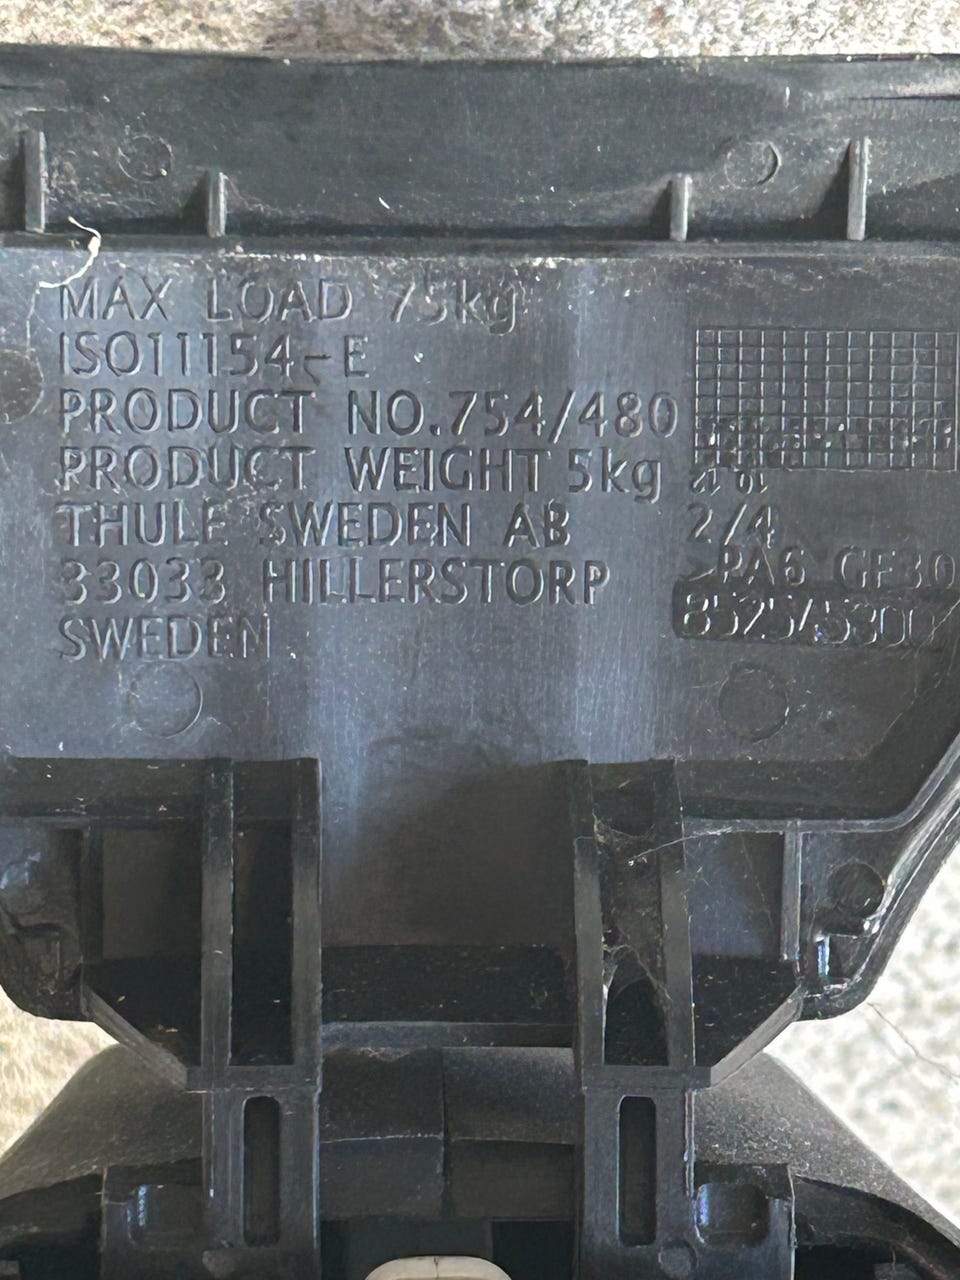 MAX LOAD 75kg
ISO11154-E
PRODUCT NO.754/480
PRODUCT WEIGHT 5kg
THULE SWEDEN AB
33033 HILLERSTORP
SWEDEN
2/4
>PA6 GF30